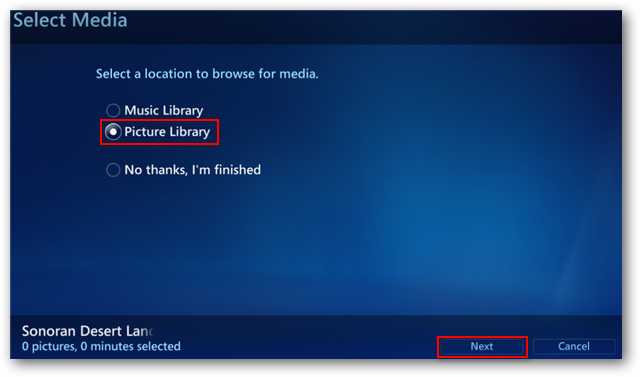 Select Media
Select a location to browse for media.
Music Library
Picture Library
No thanks, I'm finished
Sonoran Desert Lan
0 pictures, 0 minutes selected
Next
Cancel